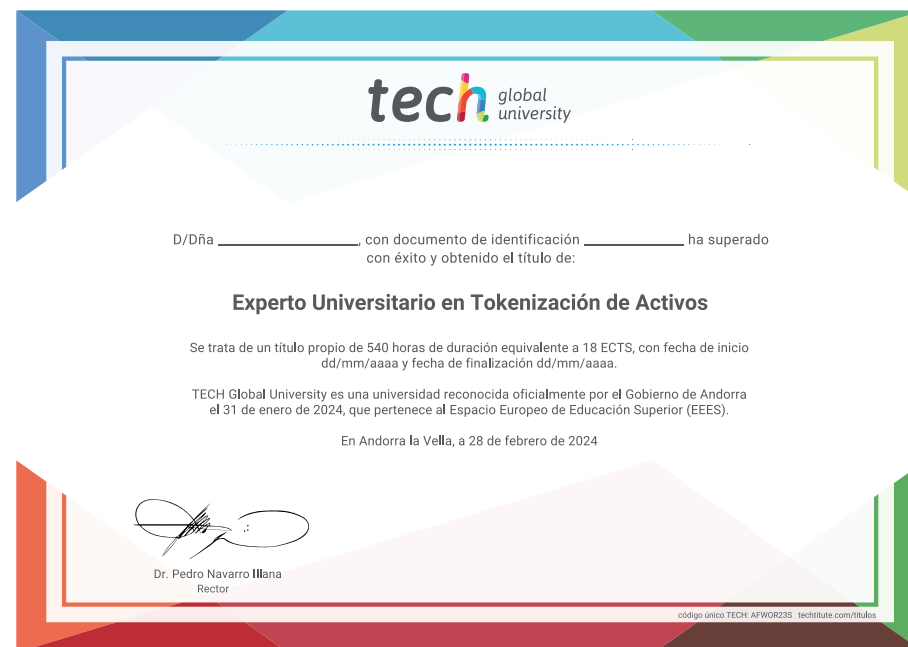 tech global university
D/Dña ____________, con documento de identificación ____________ ha superado
con éxito y obtenido el título de:
Experto Universitario en Tokenización de Activos
Se trata de un título propio de 540 horas de duración equivalente a 18 ECTS, con fecha de inicio
dd/mm/aaaa y fecha de finalización dd/mm/aaaa.
TECH Global University es una universidad reconocida oficialmente por el Gobierno de Andorra
el 31 de enero de 2024, que pertenece al Espacio Europeo de Educación Superior (EEES).
En Andorra la Vella, a 28 de febrero de 2024
Dr. Pedro Navarro Illana
Rector
código único TECH: AFWOR23S techtitute.com/titulos